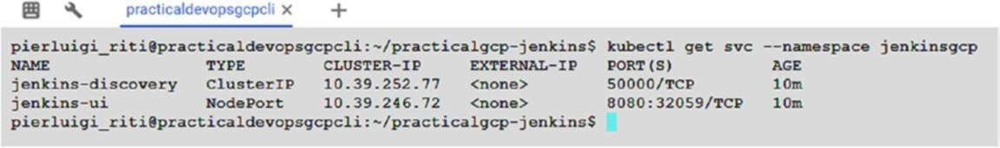 practicaldevopsgcpcli ×  +
pierluigi_riti@practicaldevopsgcpcli:~/practicalgcp-jenkins$ kubectl get svc --namespace jenkinsgcp
NAME TYPE CLUSTER-IP EXTERNAL-IP PORT(S) AGE
jenkins-discovery ClusterIP 10.39.252.77 <none> 50000/TCP 10m
jenkins-ui NodePort 10.39.246.72 <none> 8080:32059/TCP 10m
pierluigi_riti@practicaldevopsgcpcli:~/practicalgcp-jenkins$